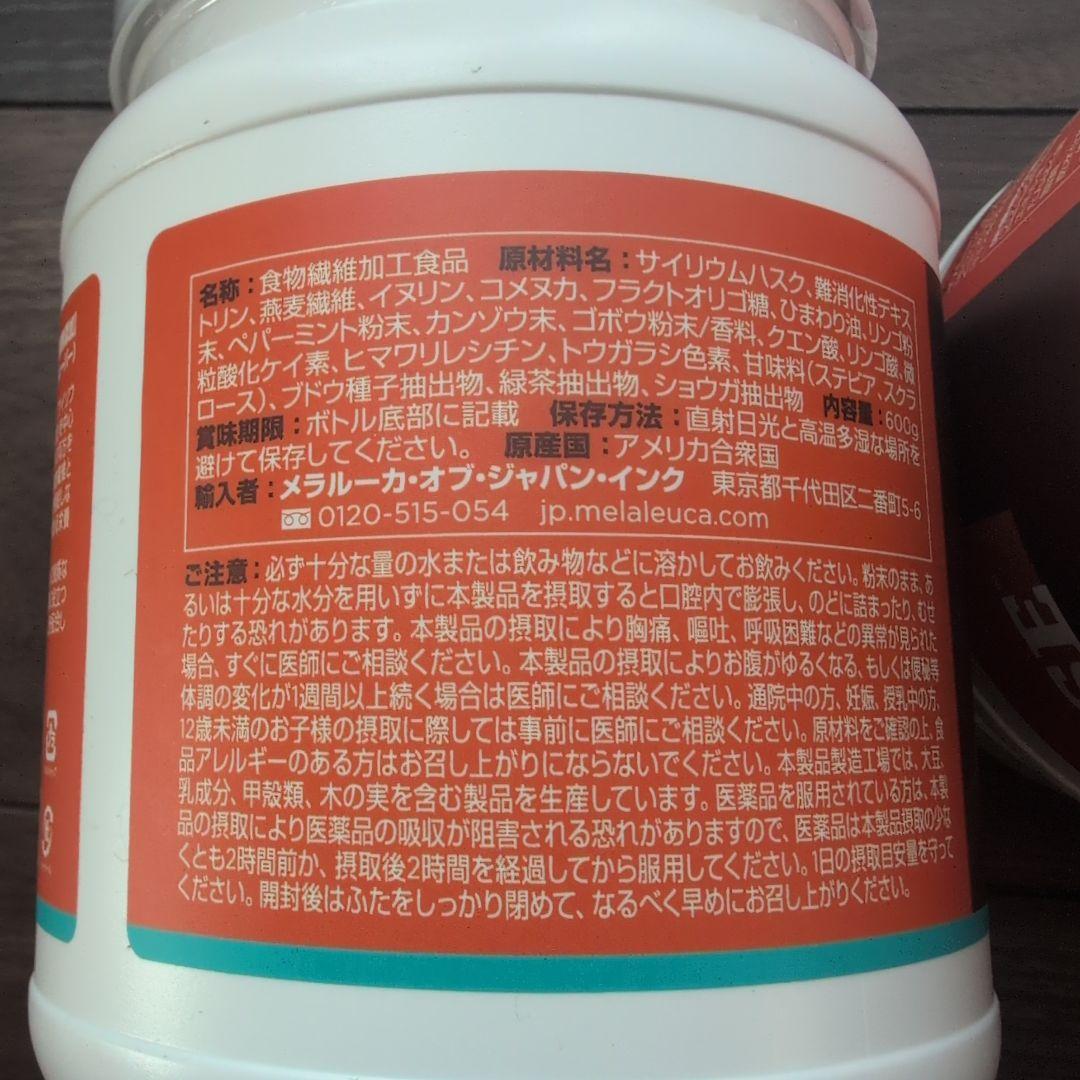 名称：食物繊維加工食品　原材料名：サイリウムハスク、難消化性デキス
トリン、燕麦繊維、イヌリン、コメヌカ、フラクトオリゴ糖、ひまわり油、リンゴ粉
末、ペパーミント粉末、カンゾウ末、ゴボウ粉末/香料、クエン酸、リンゴ酸、微
粒酸化ケイ素、ヒマワリレシチン、トウガラシ色素、甘味料（ステビア、スクラ
ロース）、ブドウ種子抽出物、緑茶抽出物、ショウガ抽出物　内容量：600g
賞味期限：ボトル底部に記載　保存方法：直射日光と高温多湿な場所を
避けて保存してください。　原産国：アメリカ合衆国
輸入者：メラルーカ・オブ・ジャパン・インク　東京都千代田区二番町5-6
0120-515-054　jp.melaleuca.com
ご注意：必ず十分な量の水または飲み物などに溶かしてお飲みください。粉末のまま、あ
るいは十分な水分を用いずに本製品を摂取すると口腔内で膨張し、のどに詰まったり、むせ
たりする恐れがあります。本製品の摂取により胸痛、嘔吐、呼吸困難などの異常が見られた
場合、すぐに医師にご相談ください。本製品の摂取によりお腹がゆるくなる、もしくは便秘等
体調の変化が1週間以上続く場合は医師にご相談ください。通院中の方、妊娠、授乳中の方、
12歳未満のお子様の摂取に際しては事前に医師にご相談ください。原材料をご確認の上、食
品アレルギーのある方はお召し上がりにならないでください。本製品製造工場では、大豆、
乳成分、甲殻類、木の実を含む製品を生産しています。医薬品を服用されている方は、本製
品の摂取により医薬品の吸収が阻害される恐れがありますので、医薬品は本製品摂取の少な
くとも2時間前か、摂取後2時間を経過してから服用してください。1日の摂取目安量を守って
ください。開封後はふたをしっかり閉めて、なるべく早めにお召し上がりください。